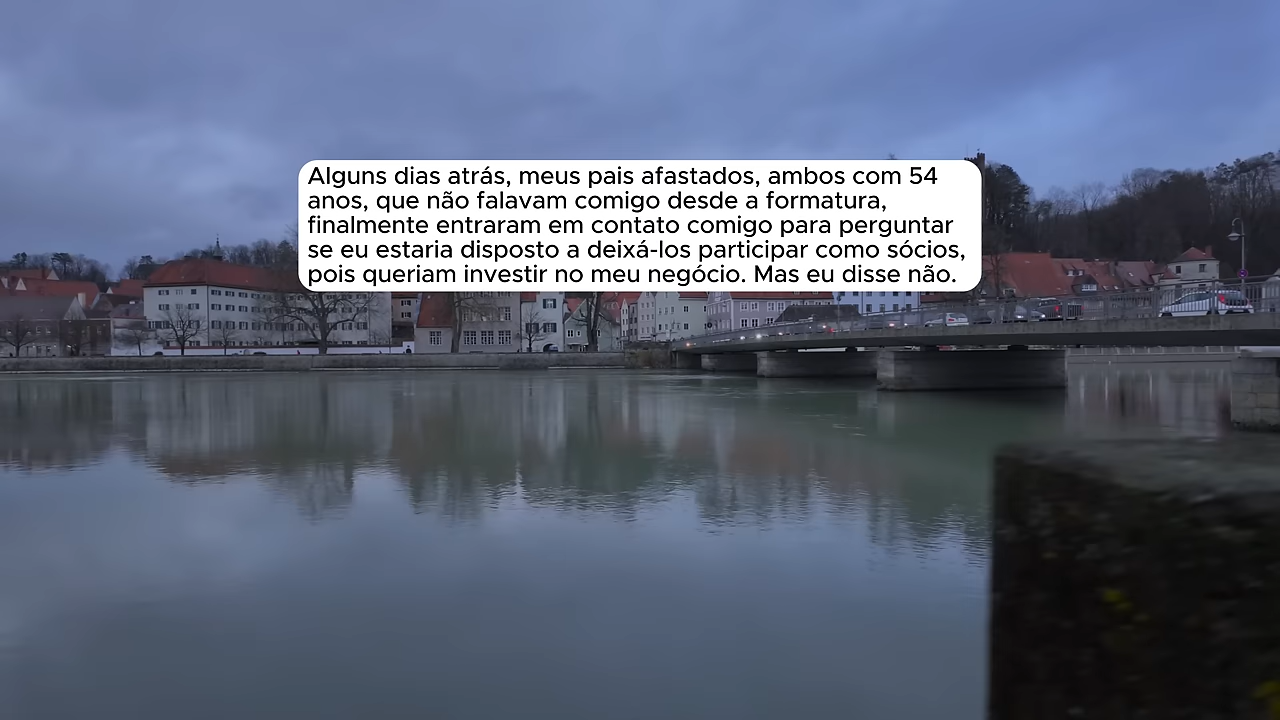 Alguns dias atrás, meus pais afastados, ambos com 54
anos, que não falavam comigo desde a formatura,
finalmente entraram em contato comigo para perguntar
se eu estaria disposto a deixá-los participar como sócios,
pois queriam investir no meu negócio. Mas eu disse não.